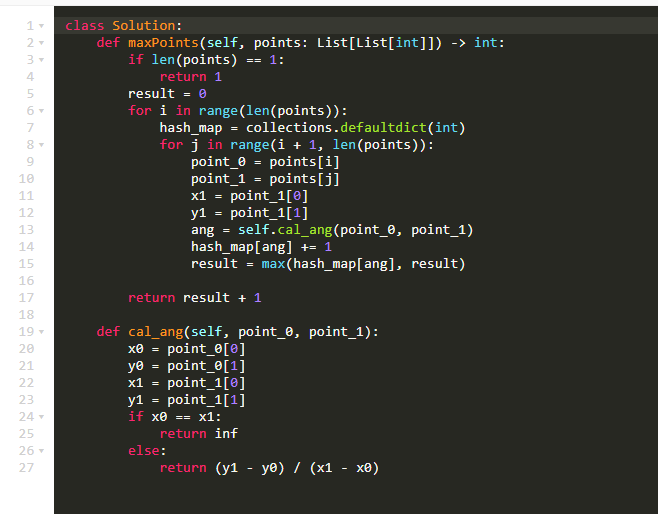 1 class Solution:
2     def maxPoints(self, points: List[List[int]]) -> int:
3         if len(points) == 1:
4             return 1
5         result = 0
6         for i in range(len(points)):
7             hash_map = collections.defaultdict(int)
8             for j in range(i + 1, len(points)):
9                 point_0 = points[i]
10                 point_1 = points[j]
11                 x1 = point_1[0]
12                 y1 = point_1[1]
13                 ang = self.cal_ang(point_0, point_1)
14                 hash_map[ang] += 1
15                 result = max(hash_map[ang], result)
16
17         return result + 1
18
19     def cal_ang(self, point_0, point_1):
20         x0 = point_0[0]
21         y0 = point_0[1]
22         x1 = point_1[0]
23         y1 = point_1[1]
24         if x0 == x1:
25             return inf
26         else:
27             return (y1 - y0) / (x1 - x0)